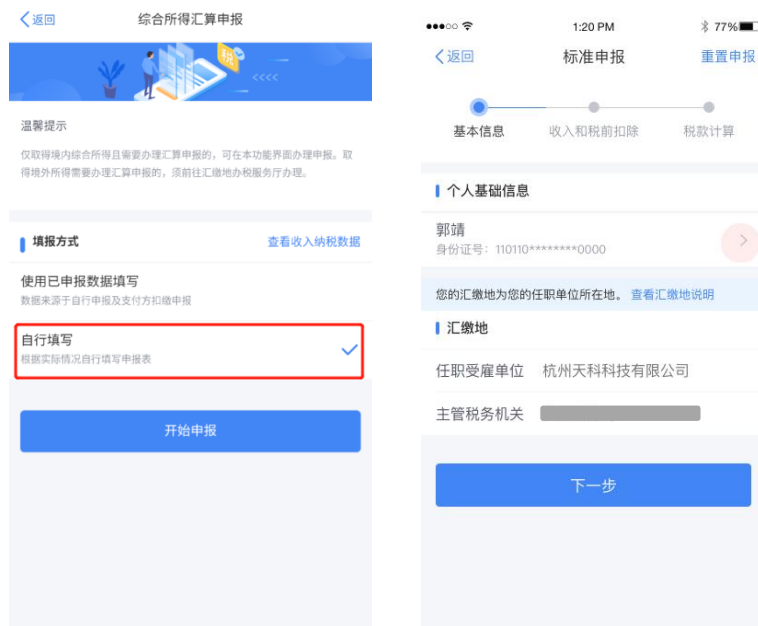 返回
综合所得汇算申报
税
温馨提示
仅取得境内综合所得且需要办理汇算申报的，可在本功能界面办理申报。取
得境外所得需要办理汇算申报的，须前往汇缴地办税服务厅办理。
填报方式
查看收入纳税数据
使用已申报数据填写
数据来源于自行申报及支付方扣缴申报
自行填写
根据实际情况自行填写申报表
开始申报
1:20 PM
77%
返回
标准申报
重置申报
基本信息
收入和税前扣除
税款计算
个人基础信息
郭靖
身份证号：110110********0000
您的汇缴地为您的任职单位所在地。 查看汇缴地说明
汇缴地
任职受雇单位 杭州天科科技有限公司
主管税务机关
下一步